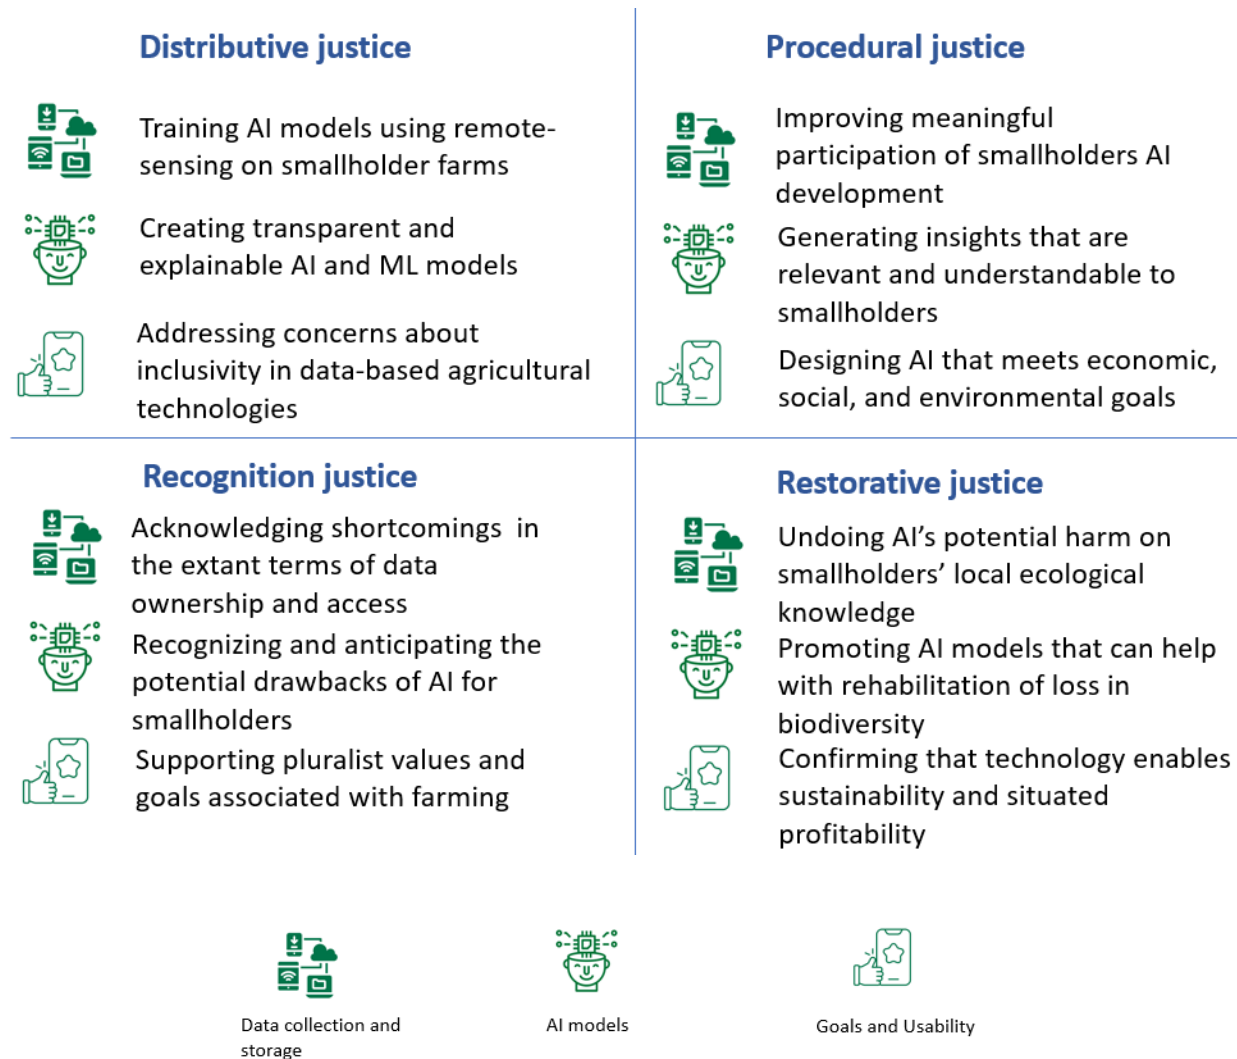 Distributive justice
Training AI models using remote-
sensing on smallholder farms
Creating transparent and
explainable AI and ML models
Addressing concerns about
inclusivity in data-based agricultural
technologies
Procedural justice
Improving meaningful
participation of smallholders AI
development
Generating insights that are
relevant and understandable to
smallholders
Designing AI that meets economic,
social, and environmental goals
Recognition justice
Acknowledging shortcomings  in
the extant terms of data
ownership and access
Recognizing and anticipating the
potential drawbacks of AI for
smallholders
Supporting pluralist values and
goals associated with farming
Restorative justice
Undoing AI’s potential harm on
smallholders’ local ecological
knowledge
Promoting AI models that can help
with rehabilitation of loss in
biodiversity
Confirming that technology enables
sustainability and situated
profitability
Data collection and
storage
AI models
Goals and Usability